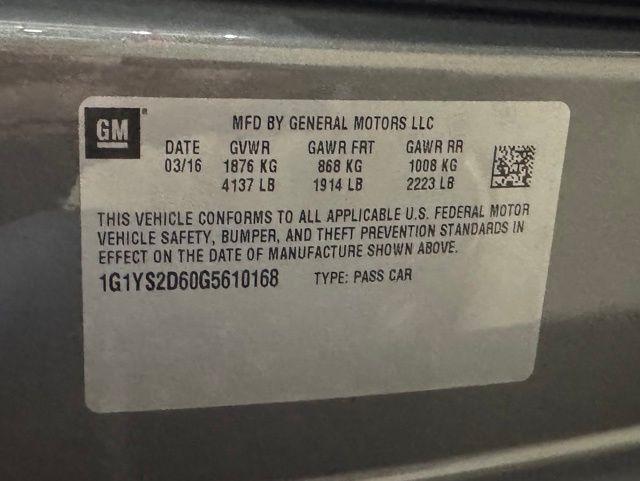 GM
MFD BY GENERAL MOTORS LLC
DATE GVWR GAWR FRT GAWR RR
03/16 1876 KG 868 KG 1008 KG
4137 LB 1914 LB 2223 LB
THIS VEHICLE CONFORMS TO ALL APPLICABLE U.S. FEDERAL MOTOR
VEHICLE SAFETY, BUMPER, AND THEFT PREVENTION STANDARDS IN
EFFECT ON THE DATE OF MANUFACTURE SHOWN ABOVE.
1G1YS2D60G5610168 TYPE: PASS CAR